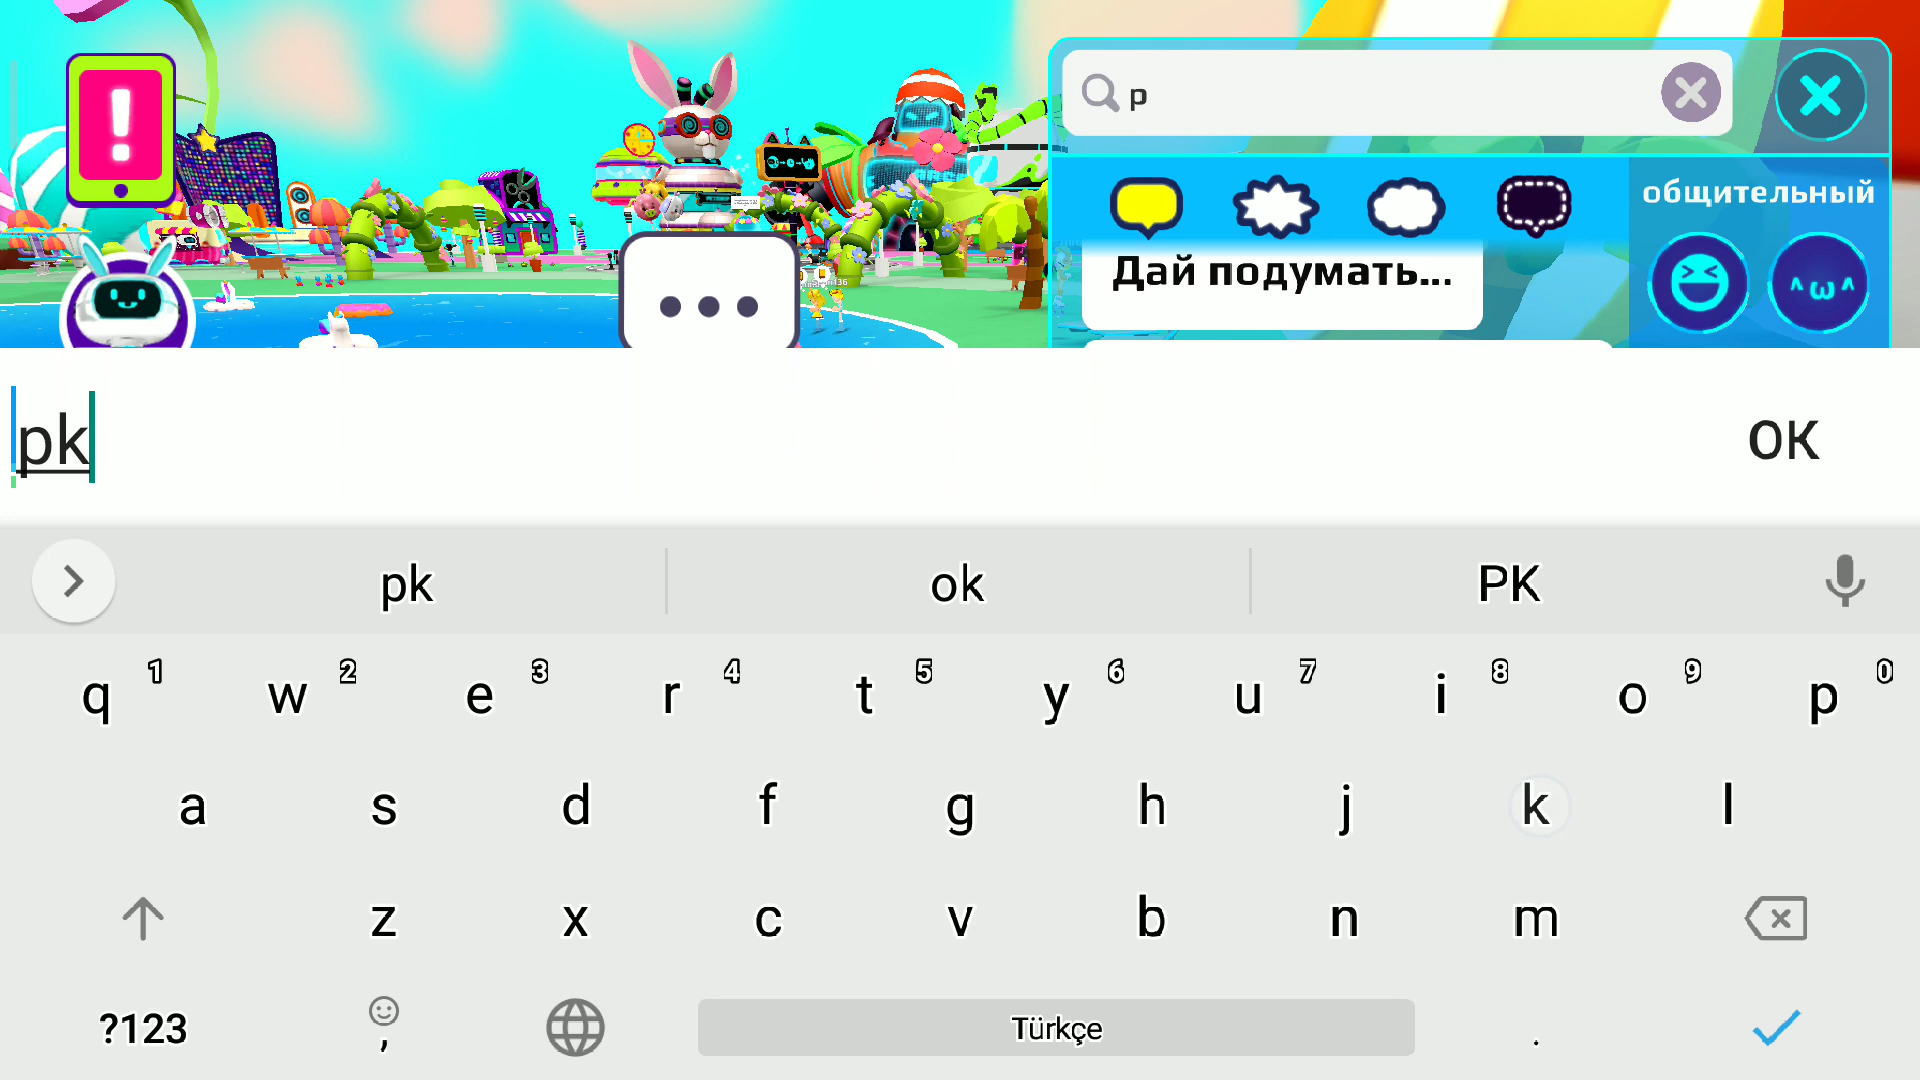 p
общительный
^ω^
Дай подумать...
pk
OK
pk
ok
PK
q 1 w 2 e 3 r 4 t 5 y 6 u 7 i 8 o 9 p 0
a s d f g h j k l
z x c v b n m
?123 , Türkçe .